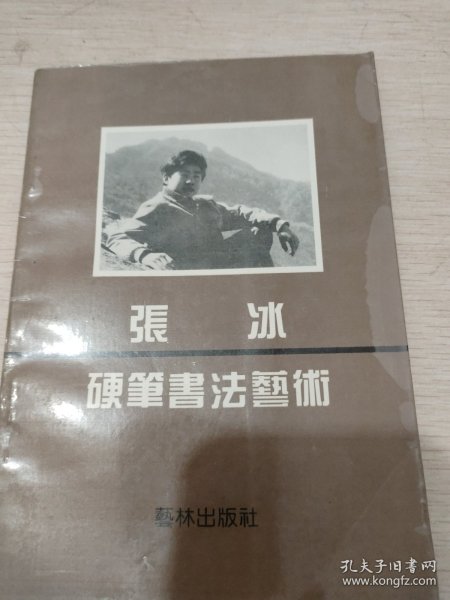 張 冰
硬筆書法藝術
藝林出版社
孔夫子旧书网
www.kongfz.com